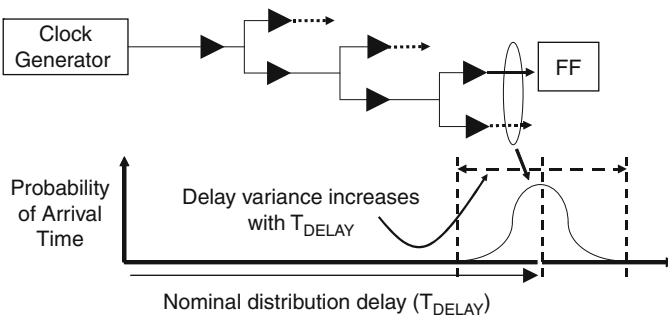 Clock
Generator
FF
Probability
of Arrival
Time
Delay variance increases
with T_DELAY
Nominal distribution delay (T_DELAY)